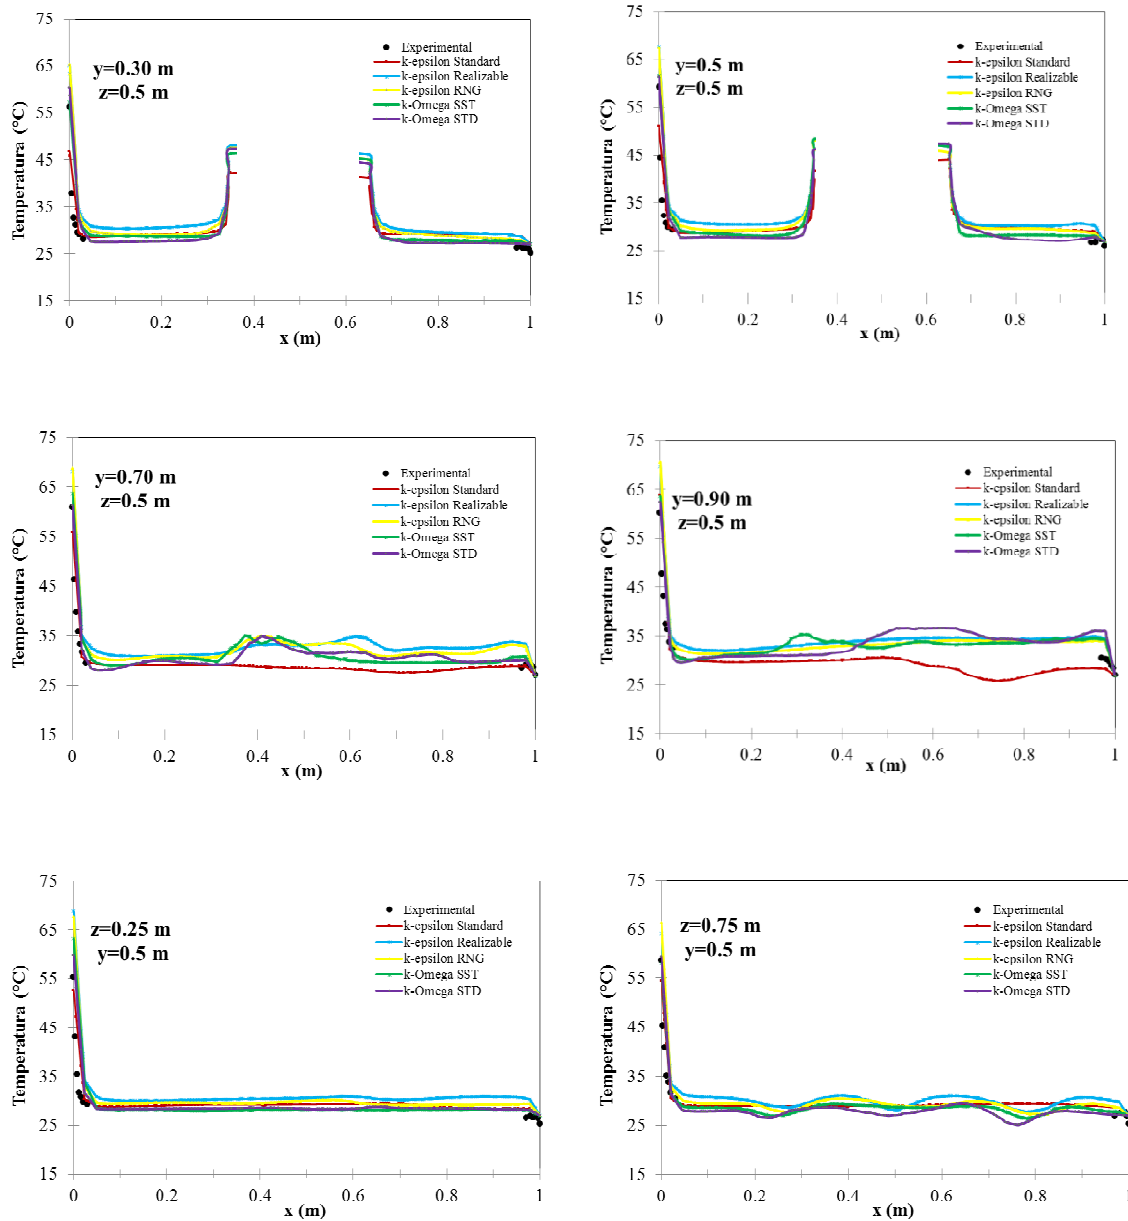 75
65
55
45
35
25
15
Temperatura (°C)
y=0.30 m
z=0.5 m
Experimental
k-epsilon Standard
k-epsilon Realizable
k-epsilon RNG
k-Omega SST
k-Omega STD
0
0.2
0.4
0.6
0.8
1
x (m)
75
65
55
45
35
25
15
Temperatura (°C)
y=0.5 m
z=0.5 m
Experimental
k-epsilon Standard
k-epsilon Realizable
k-epsilon RNG
k-Omega SST
k-Omega STD
0
0.2
0.4
0.6
0.8
1
x (m)
75
65
55
45
35
25
15
Temperatura (°C)
y=0.70 m
z=0.5 m
Experimental
k-epsilon Standard
k-epsilon Realizable
k-epsilon RNG
k-Omega SST
k-Omega STD
0
0.2
0.4
0.6
0.8
1
x (m)
75
65
55
45
35
25
15
Temperatura (°C)
y=0.90 m
z=0.5 m
Experimental
k-epsilon Standard
k-epsilon Realizable
k-epsilon RNG
k-Omega SST
k-Omega STD
0
0.2
0.4
0.6
0.8
1
x (m)
75
65
55
45
35
25
15
Temperatura (°C)
z=0.25 m
y=0.5 m
Experimental
k-epsilon Standard
k-epsilon Realizable
k-epsilon RNG
k-Omega SST
k-Omega STD
0
0.2
0.4
0.6
0.8
1
x (m)
75
65
55
45
35
25
15
Temperatura (°C)
z=0.75 m
y=0.5 m
Experimental
k-epsilon Standard
k-epsilon Realizable
k-epsilon RNG
k-Omega SST
k-Omega STD
0
0.2
0.4
0.6
0.8
1
x (m)